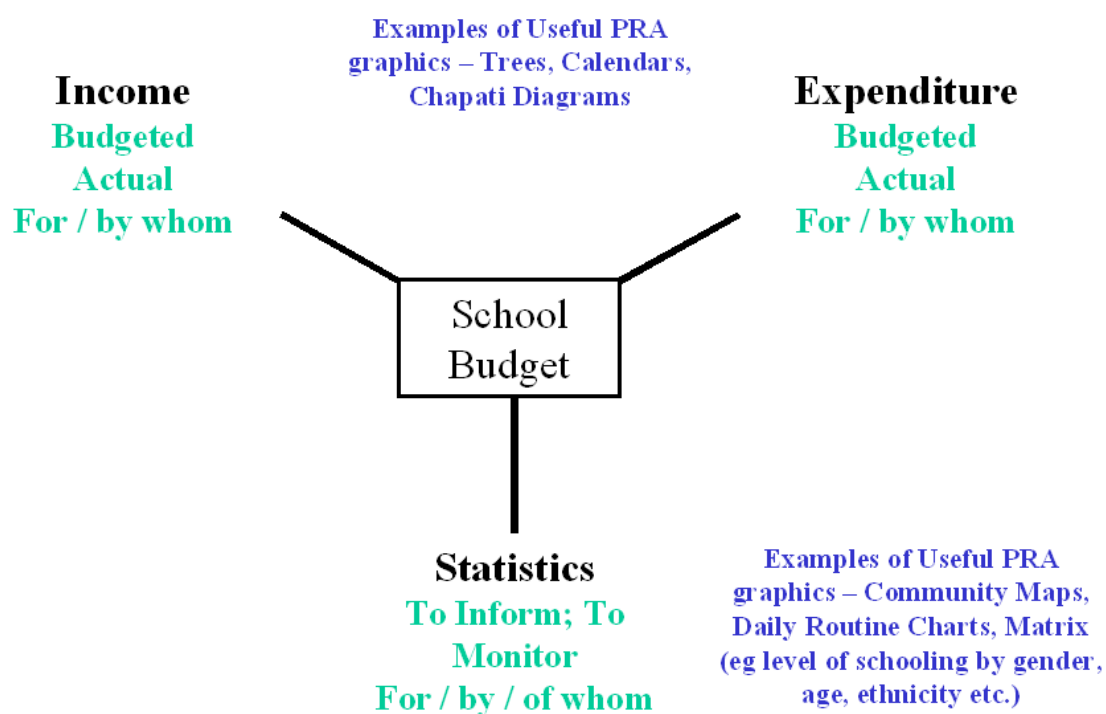 Examples of Useful PRA
graphics – Trees, Calendars,
Chapati Diagrams
Income
Budgeted
Actual
For / by whom
Expenditure
Budgeted
Actual
For / by whom
School
Budget
Statistics
To Inform; To
Monitor
For / by / of whom
Examples of Useful PRA
graphics – Community Maps,
Daily Routine Charts, Matrix
(eg level of schooling by gender,
age, ethnicity etc.)